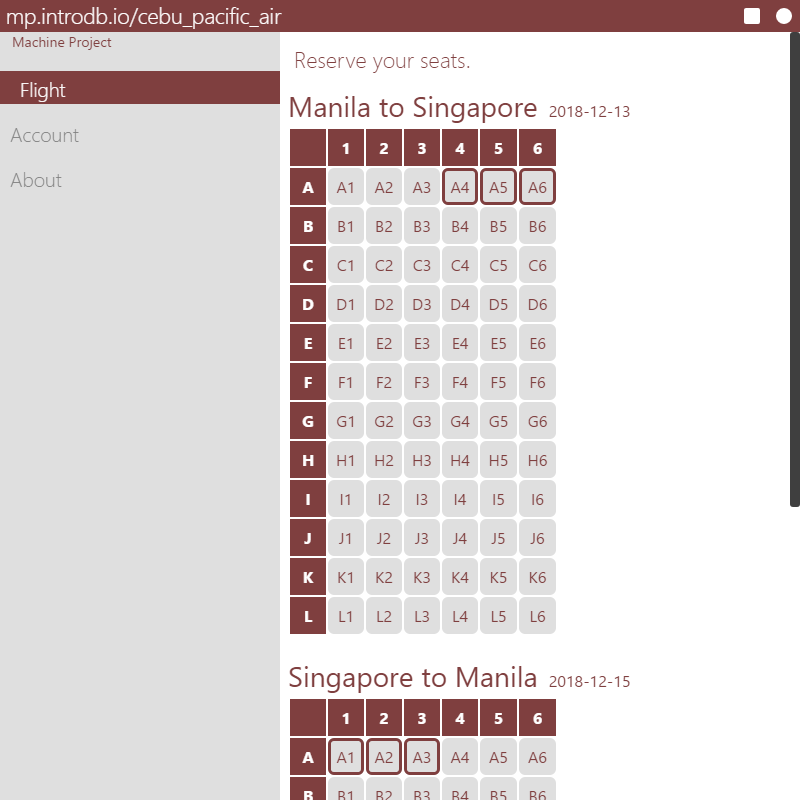 mp.introdb.io/cebu_pacific_air
Machine Project
Flight
Account
About
Reserve your seats.
Manila to Singapore 2018-12-13
1 2 3 4 5 6
A A1 A2 A3 A4 A5 A6
B B1 B2 B3 B4 B5 B6
C C1 C2 C3 C4 C5 C6
D D1 D2 D3 D4 D5 D6
E E1 E2 E3 E4 E5 E6
F F1 F2 F3 F4 F5 F6
G G1 G2 G3 G4 G5 G6
H H1 H2 H3 H4 H5 H6
I I1 I2 I3 I4 I5 I6
J J1 J2 J3 J4 J5 J6
K K1 K2 K3 K4 K5 K6
L L1 L2 L3 L4 L5 L6
Singapore to Manila 2018-12-15
1 2 3 4 5 6
A A1 A2 A3 A4 A5 A6
B B1 B2 B3 B4 B5 B6